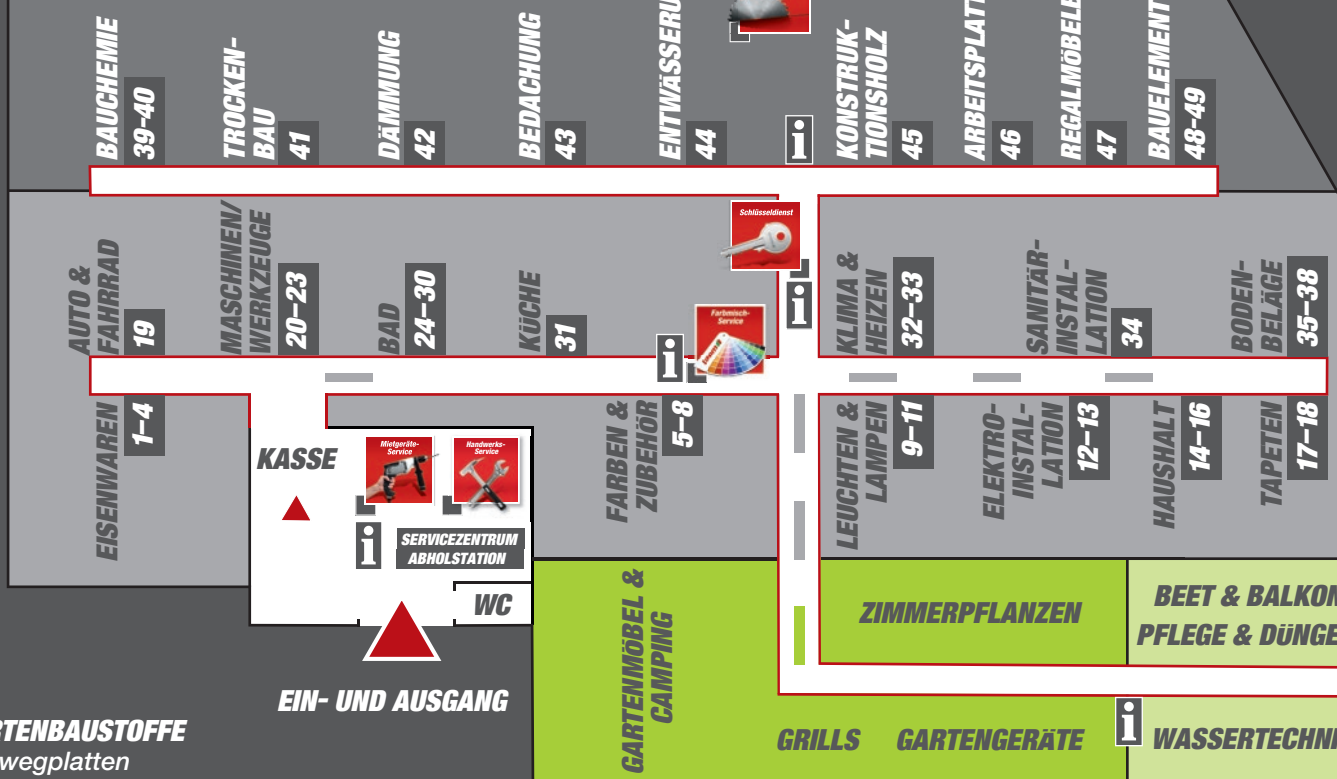 BAUCHEMIE
39-40
TROCKEN-
BAU
41
DÄMMUNG
42
BEDACHUNG
43
ENTWÄSSERU
44
i
KONSTRUK-
TIONSHOLZ
45
ARBEITSPLAT
46
REGALMÖBEL
47
BAUELEMENT
48-49
AUTO &
FAHRRAD
19
MASCHINEN/
WERKZEUGE
20–23
BAD
24–30
KÜCHE
31
i
Farbmisch-
Service
Schlüsseldienst
i
KLIMA &
HEIZEN
32–33
SANITÄR-
INSTAL-
LATION
34
BODEN-
BELÄGE
35–38
EISENWAREN
1–4
KASSE
Mietgeräte-
Service
Handwerks-
Service
i
SERVICEZENTRUM
ABHOLSTATION
WC
FARBEN &
ZUBEHÖR
5–8
LEUCHTEN &
LAMPEN
9–11
ELEKTRO-
INSTAL-
LATION
12–13
HAUSHALT
14–16
TAPETEN
17–18
EIN- UND AUSGANG
GARTENMÖBEL &
CAMPING
ZIMMERPFLANZEN
BEET & BALKON
PFLEGE & DÜNGE
GRILLS
GARTENGERÄTE
i
WASSERTECHNI
RTENBAUSTOFFE
wegplatten